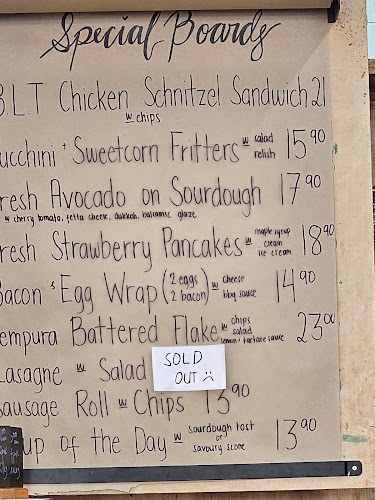 Special Boards
B.L.T Chicken Schnitzel Sandwich 21
w chips
ucchini + Sweetcorn Fritters w salad relish 15 90
resh Avocado on Sourdough 17 90
w cherry tomato, fetta cheese, dukkah, balsamic glaze
resh Strawberry Pancakes w maple syrup cream ice cream 18 90
Bacon & Egg Wrap (2 eggs 2 bacon) w cheese bbq sauce 14 90
empura Battered Flake w chips salad lemon + tartare sauce 23 00
Lasagne w Salad
SOLD
OUT :(
Sausage Roll w Chips 13 90
up of the Day w sourdough tost or savoury scone 13 90